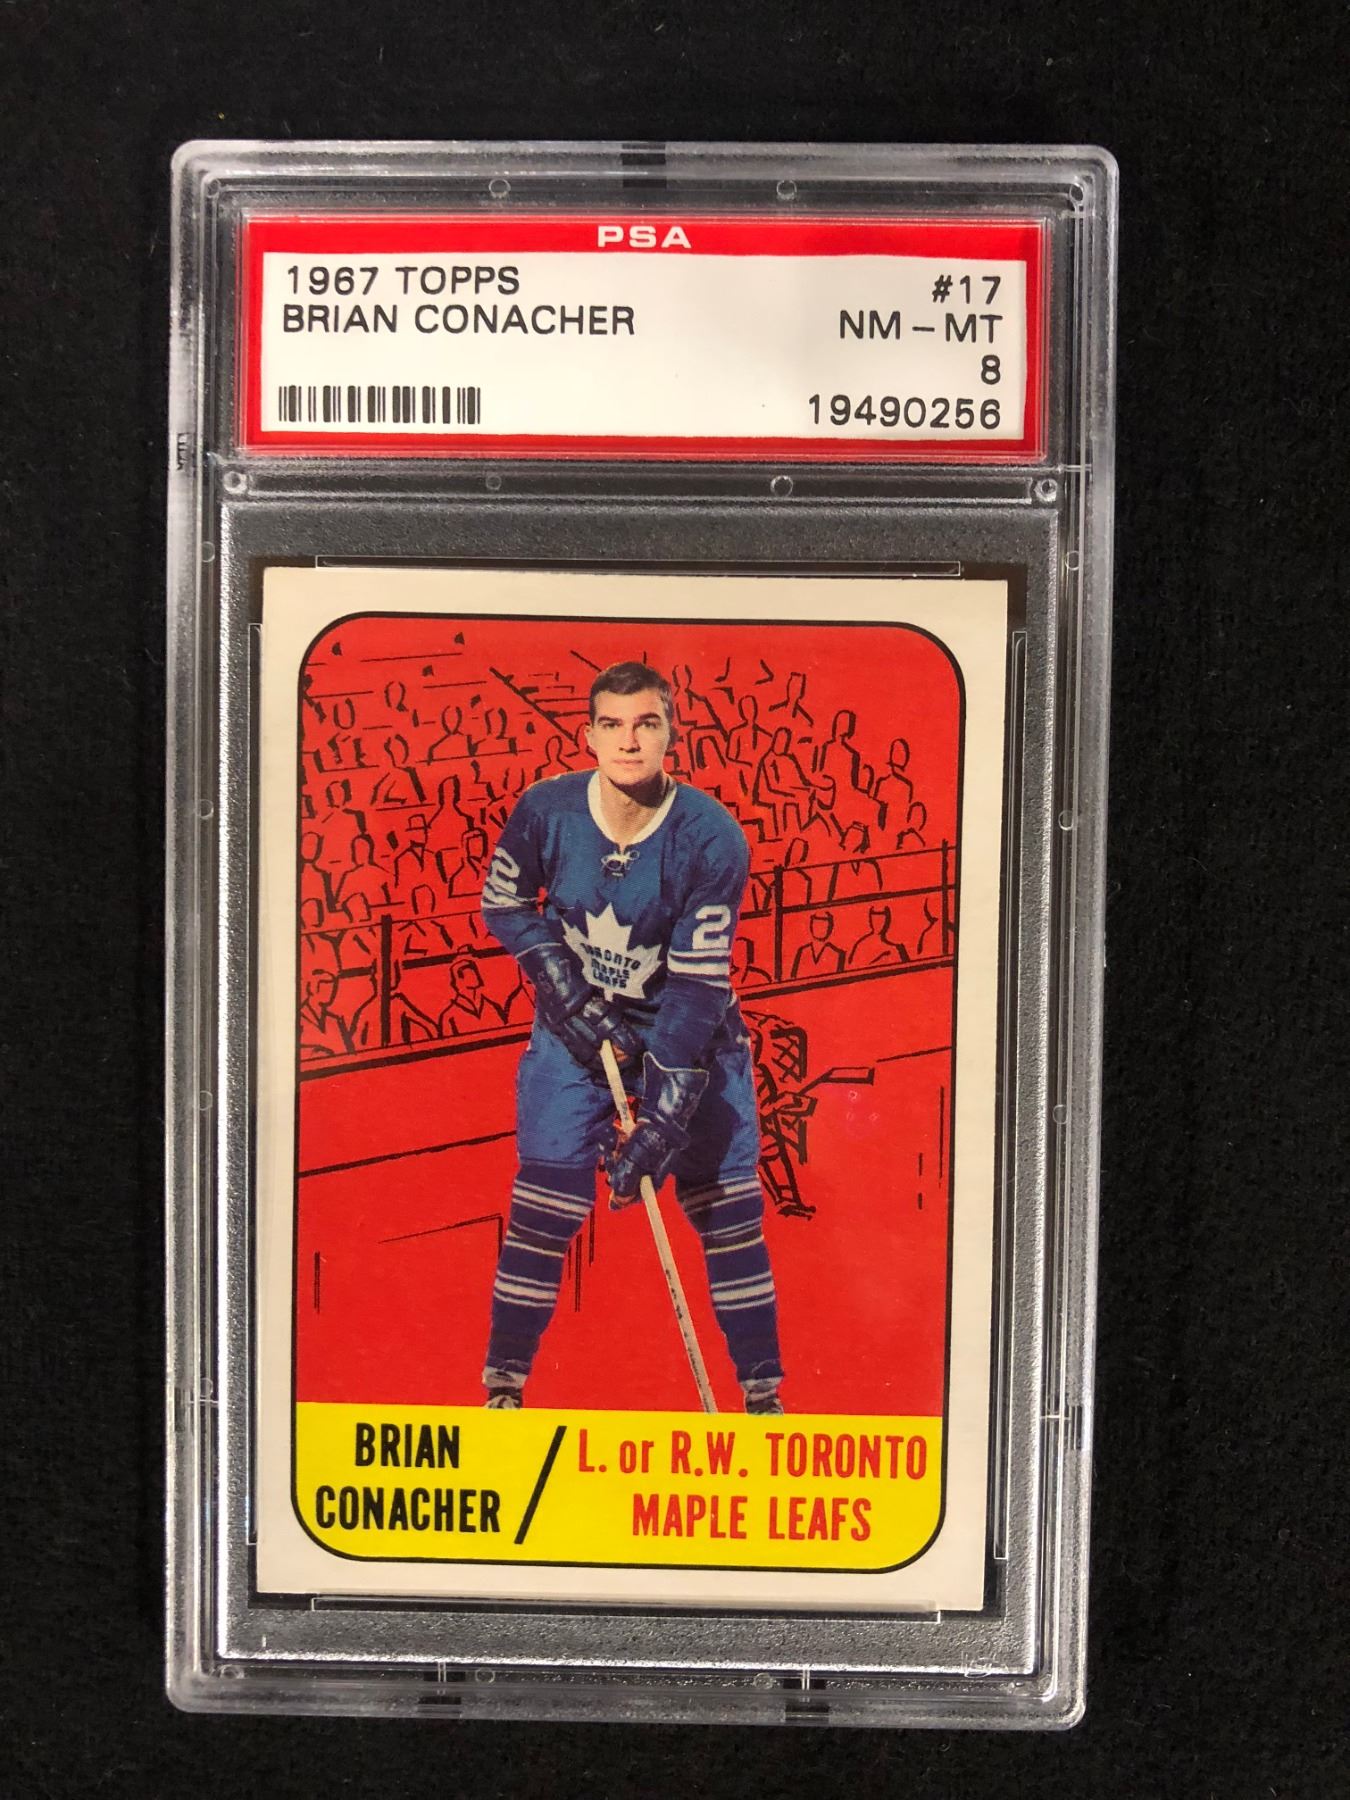 PSA
1967 TOPPS #17
BRIAN CONACHER NM - MT
8
19490256
2 2
TORONTO
MAPLE
LEAFS
BRIAN / L. or R.W. TORONTO
CONACHER MAPLE LEAFS